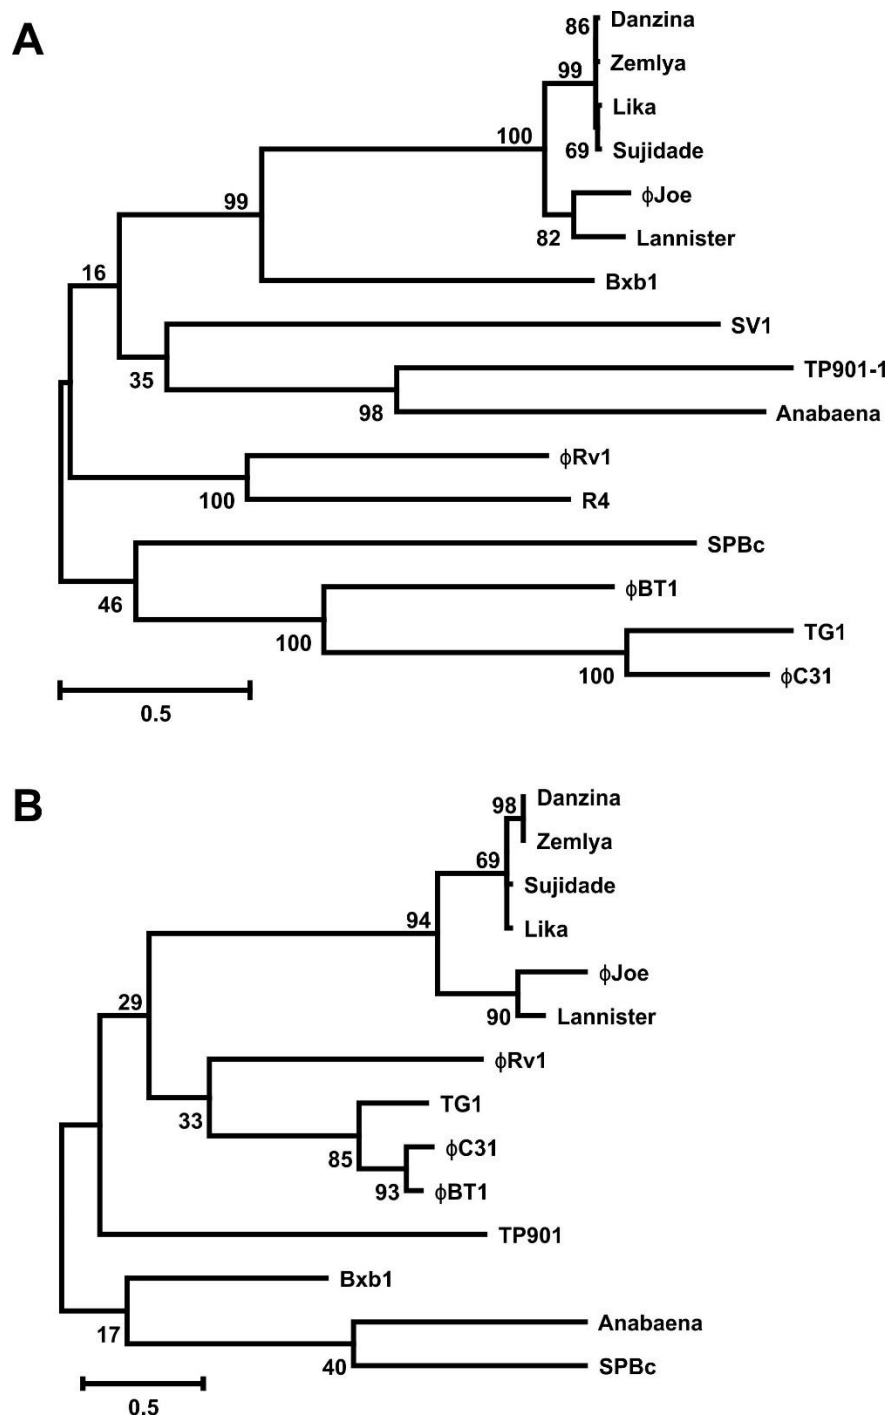 A
86
Danzina
Zemlya
99
Lika
100
69
Sujidade
ϕJoe
99
82
Lannister
Bxb1
16
SV1
35
TP901-1
98
Anabaena
ϕRv1
100
R4
SPBc
46
ϕBT1
100
TG1
100
ϕC31
0.5
B
98
Danzina
Zemlya
69
Sujidade
94
Lika
ϕJoe
29
90
Lannister
ϕRv1
33
TG1
85
ϕC31
93
ϕBT1
TP901
Bxb1
17
Anabaena
40
SPBc
0.5